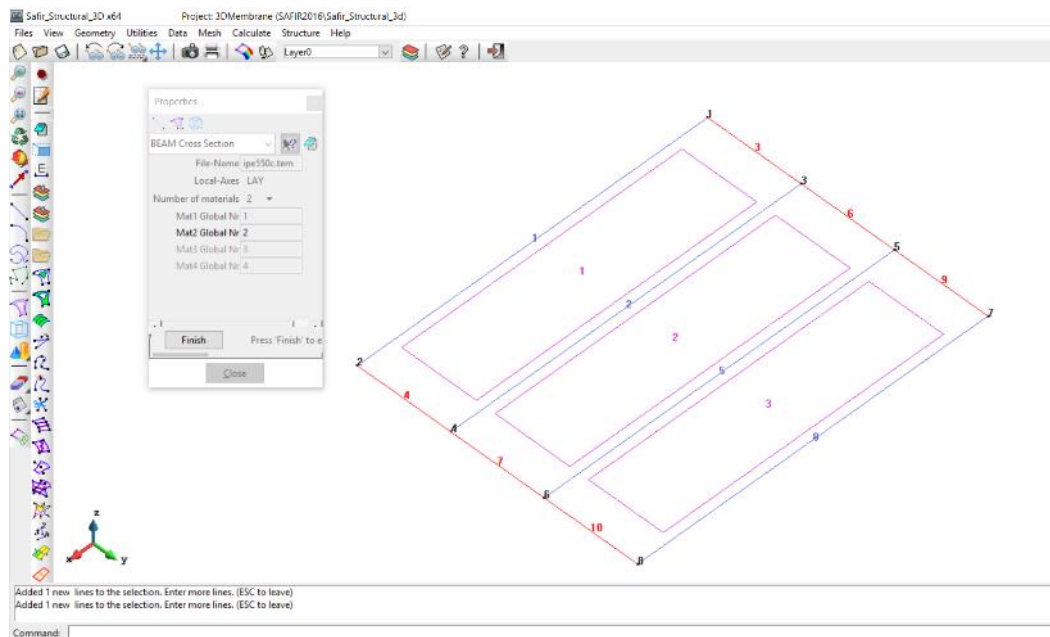 Safir_Structural_3D.x64 Project: 3DMembrane (SAFIR2016\Safir_Structural_3d)
Files View Geometry Utilities Data Mesh Calculate Structure Help
Layer0
Properties
BEAM Cross Section
File-Name ipe550c.tem
Local-Axes LAY
Number of materials 2
Mat1 Global Nr 1
Mat2 Global Nr 2
Mat3 Global Nr 3
Mat4 Global Nr 4
Finish Press 'Finish' to e
Close
1
3
3
6
5
9
7
1
1
2
2
5
3
2
4
4
7
6
10
8
z
x
y
Added 1 new lines to the selection. Enter more lines. (ESC to leave)
Added 1 new lines to the selection. Enter more lines. (ESC to leave)
Command: